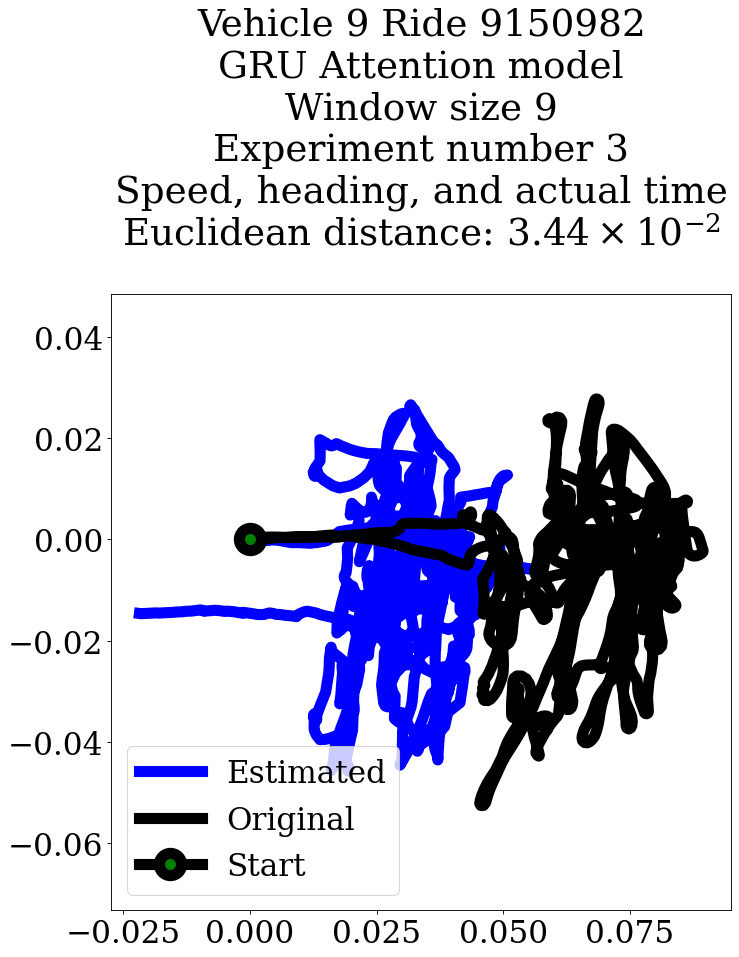 Vehicle 9 Ride 9150982
GRU Attention model
Window size 9
Experiment number 3
Speed, heading, and actual time
Euclidean distance: 3.44 × 10⁻²
0.04
0.02
0.00
−0.02
−0.04
−0.06
Estimated
Original
Start
−0.025 0.000 0.025 0.050 0.075